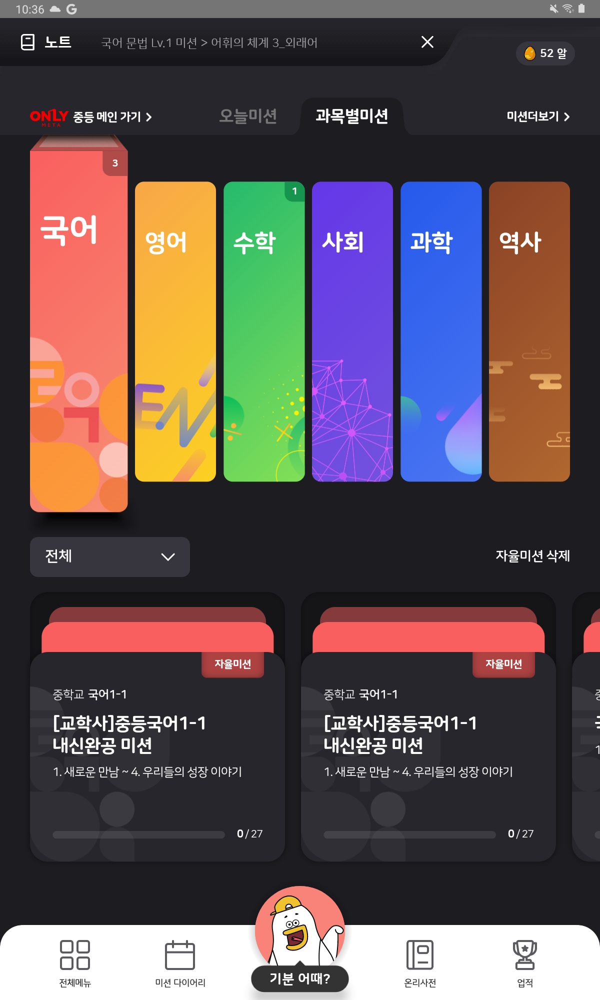 10:36
노트
국어 문법 Lv.1 미션 > 어휘의 체계 3_외래어
52 알
ONLY META 중등 메인 가기
오늘미션
과목별미션
미션더보기
3
1
국어
영어
수학
사회
과학
역사
전체
자율미션 삭제
자율미션
중학교 국어1-1
[교학사]중등국어1-1
내신완공 미션
1. 새로운 만남 ~ 4. 우리들의 성장 이야기
0 / 27
자율미션
중학교 국어1-1
[교학사]중등국어1-1
내신완공 미션
1. 새로운 만남 ~ 4. 우리들의 성장 이야기
0 / 27
전체메뉴
미션 다이어리
기분 어때?
온리사전
업적